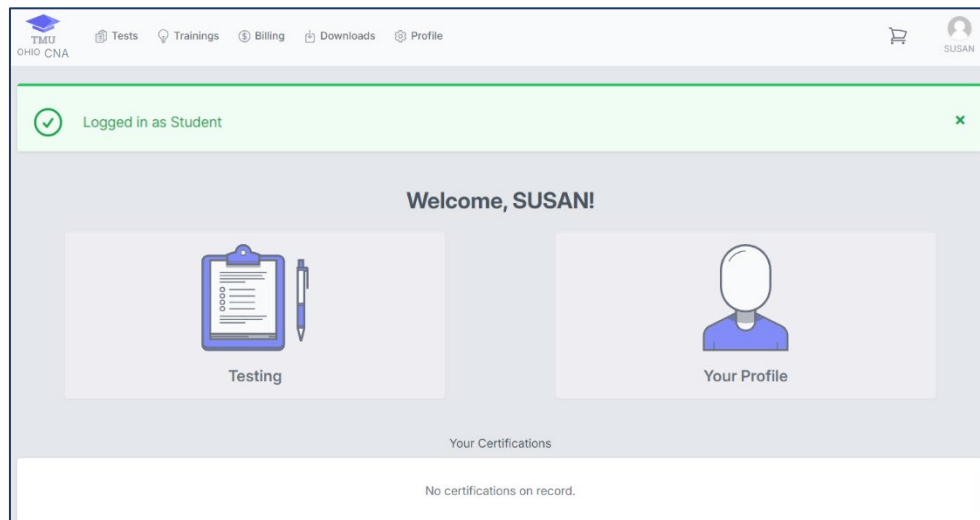 TMU
OHIO CNA
Tests Trainings Billing Downloads Profile
SUSAN
Logged in as Student
Welcome, SUSAN!
Testing
Your Profile
Your Certifications
No certifications on record.